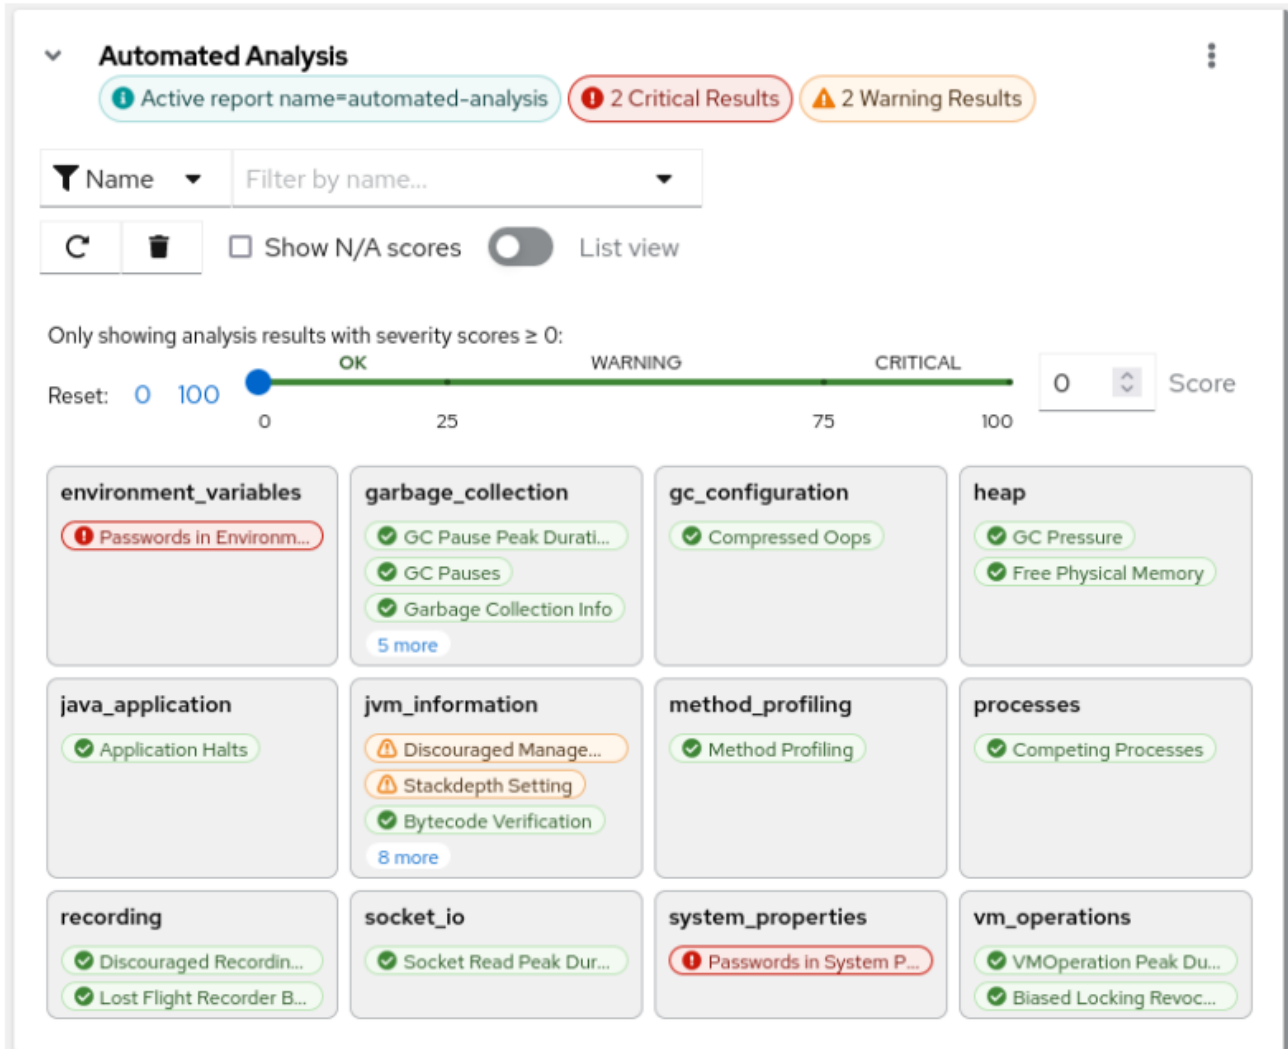 Automated Analysis
Active report name=automated-analysis 2 Critical Results 2 Warning Results
Name Filter by name...
Show N/A scores List view
Only showing analysis results with severity scores ≥ 0:
OK WARNING CRITICAL
Reset: 0 100 0 Score
0 25 75 100
environment_variables
Passwords in Environm...
garbage_collection
GC Pause Peak Durati...
GC Pauses
Garbage Collection Info
5 more
gc_configuration
Compressed Oops
heap
GC Pressure
Free Physical Memory
java_application
Application Halts
jvm_information
Discouraged Manage...
Stackdepth Setting
Bytecode Verification
8 more
method_profiling
Method Profiling
processes
Competing Processes
recording
Discouraged Recordin...
Lost Flight Recorder B...
socket_io
Socket Read Peak Dur...
system_properties
Passwords in System P...
vm_operations
VMOperation Peak Du...
Biased Locking Revoc...